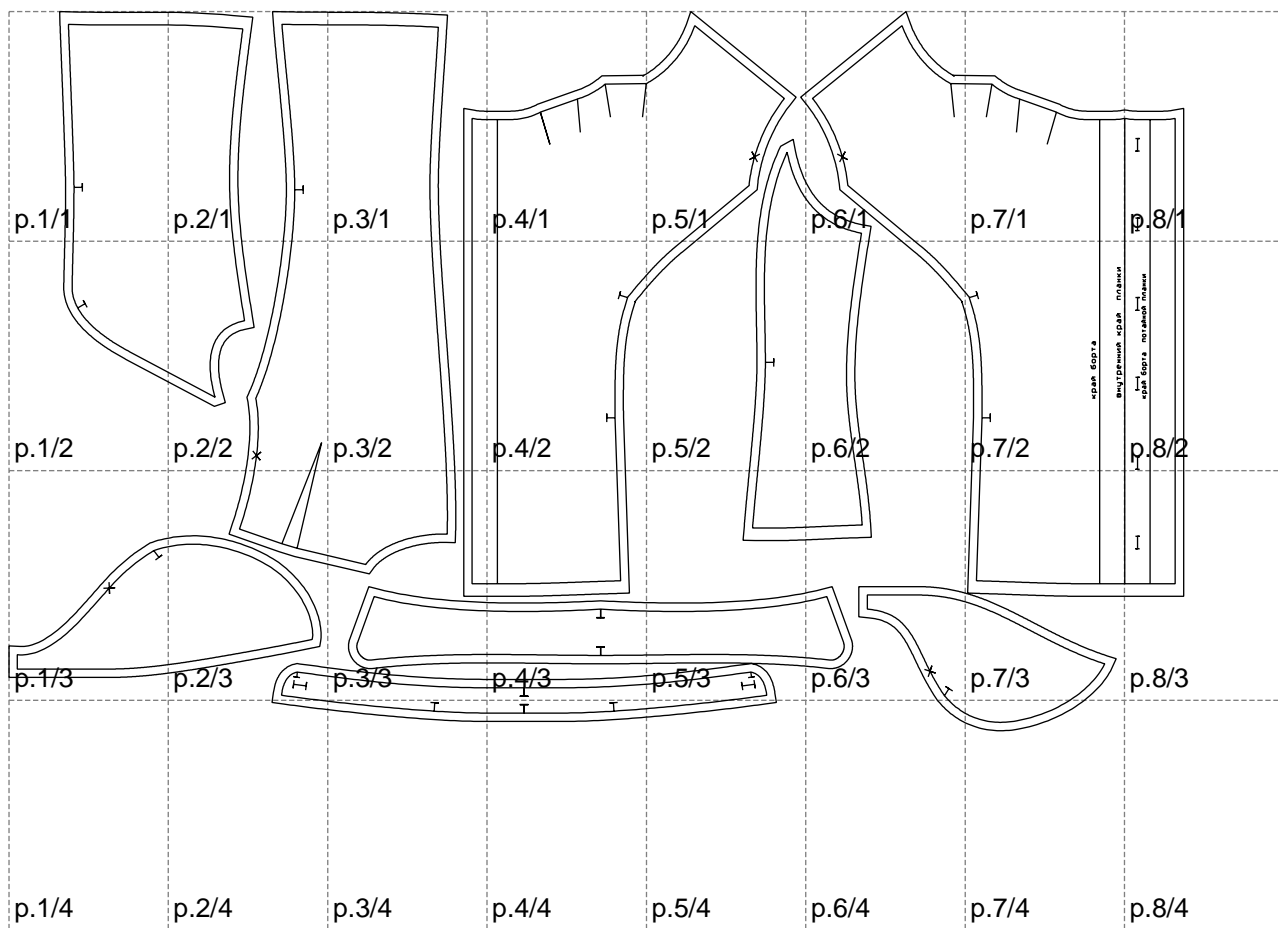 p.1/1
p.2/1
p.3/1
p.4/1
p.5/1
p.6/1
p.7/1
p.8/1
край борта
внутренний край планки
край борта потайной планки
p.1/2
p.2/2
p.3/2
p.4/2
p.5/2
p.6/2
p.7/2
p.8/2
p.1/3
p.2/3
p.3/3
p.4/3
p.5/3
p.6/3
p.7/3
p.8/3
p.1/4
p.2/4
p.3/4
p.4/4
p.5/4
p.6/4
p.7/4
p.8/4